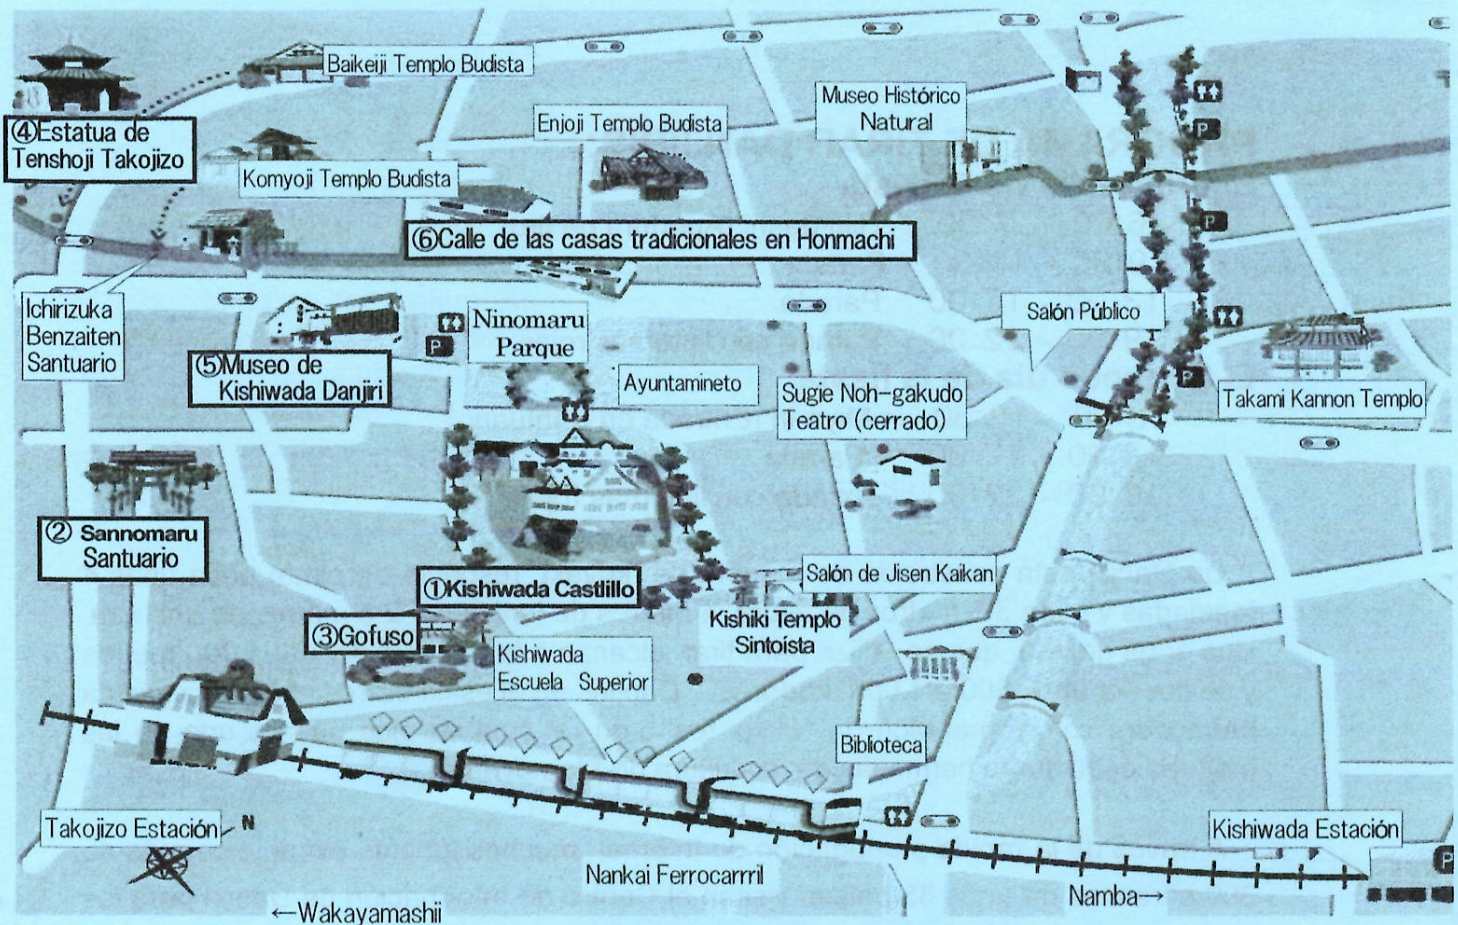 Baikeiji Templo Budista
④Estatua de
Tenshoji Takojizo
Komyoji Templo Budista
Enjoji Templo Budista
Museo Histórico
Natural
⑥Calle de las casas tradicionales en Honmachi
Ichirizuka
Benzaiten
Santuario
⑤Museo de
Kishiwada Danjiri
P
Ninomaru
Parque
Ayuntamineto
Sugie Noh-gakudo
Teatro (cerrado)
Salón Público
P
P
P
Takami Kannon Templo
② Sannomaru
Santuario
①Kishiwada Castlillo
③Gofuso
Kishiwada
Escuela Superior
Salón de Jisen Kaikan
Kishiki Templo
Sintoísta
Biblioteca
Takojizo Estación
N
Nankai Ferrocarrril
←Wakayamashii
Namba→
Kishiwada Estación
P